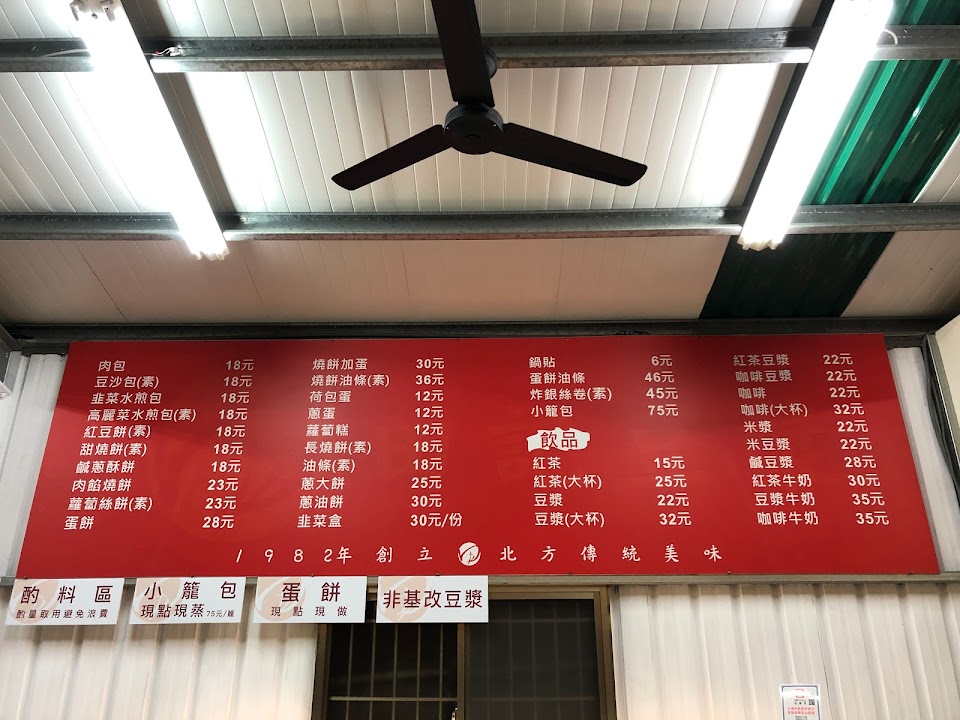 肉包 18元
豆沙包(素) 18元
韭菜水煎包 18元
高麗菜水煎包(素) 18元
紅豆餅(素) 18元
甜燒餅(素) 18元
鹹蔥酥餅 18元
肉餡燒餅 23元
蘿蔔絲餅(素) 23元
蛋餅 28元
燒餅加蛋 30元
燒餅油條(素) 36元
荷包蛋 12元
蔥蛋 12元
蘿蔔糕 12元
長燒餅(素) 18元
油條(素) 18元
蔥大餅 25元
蔥油餅 30元
韭菜盒 30元/份
鍋貼 6元
蛋餅油條 46元
炸銀絲卷(素) 45元
小籠包 75元
飲品
紅茶 15元
紅茶(大杯) 25元
豆漿 22元
豆漿(大杯) 32元
紅茶豆漿 22元
咖啡豆漿 22元
咖啡 22元
咖啡(大杯) 32元
米漿 22元
米豆漿 22元
鹹豆漿 28元
紅茶牛奶 30元
豆漿牛奶 35元
咖啡牛奶 35元
1982年創立 北方傳統美味
酌料區
酌量取用避免浪費
小籠包
現點現蒸 75元/籠
蛋餅
現點現做
非基改豆漿